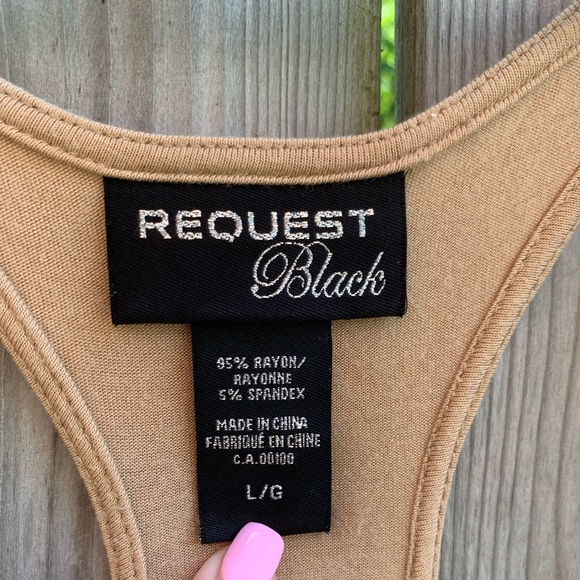 REQUEST
Black
95% RAYON/
RAYONNE
5% SPANDEX
MADE IN CHINA
FABRIQUÉ EN CHINE
C.A.00100
L/G